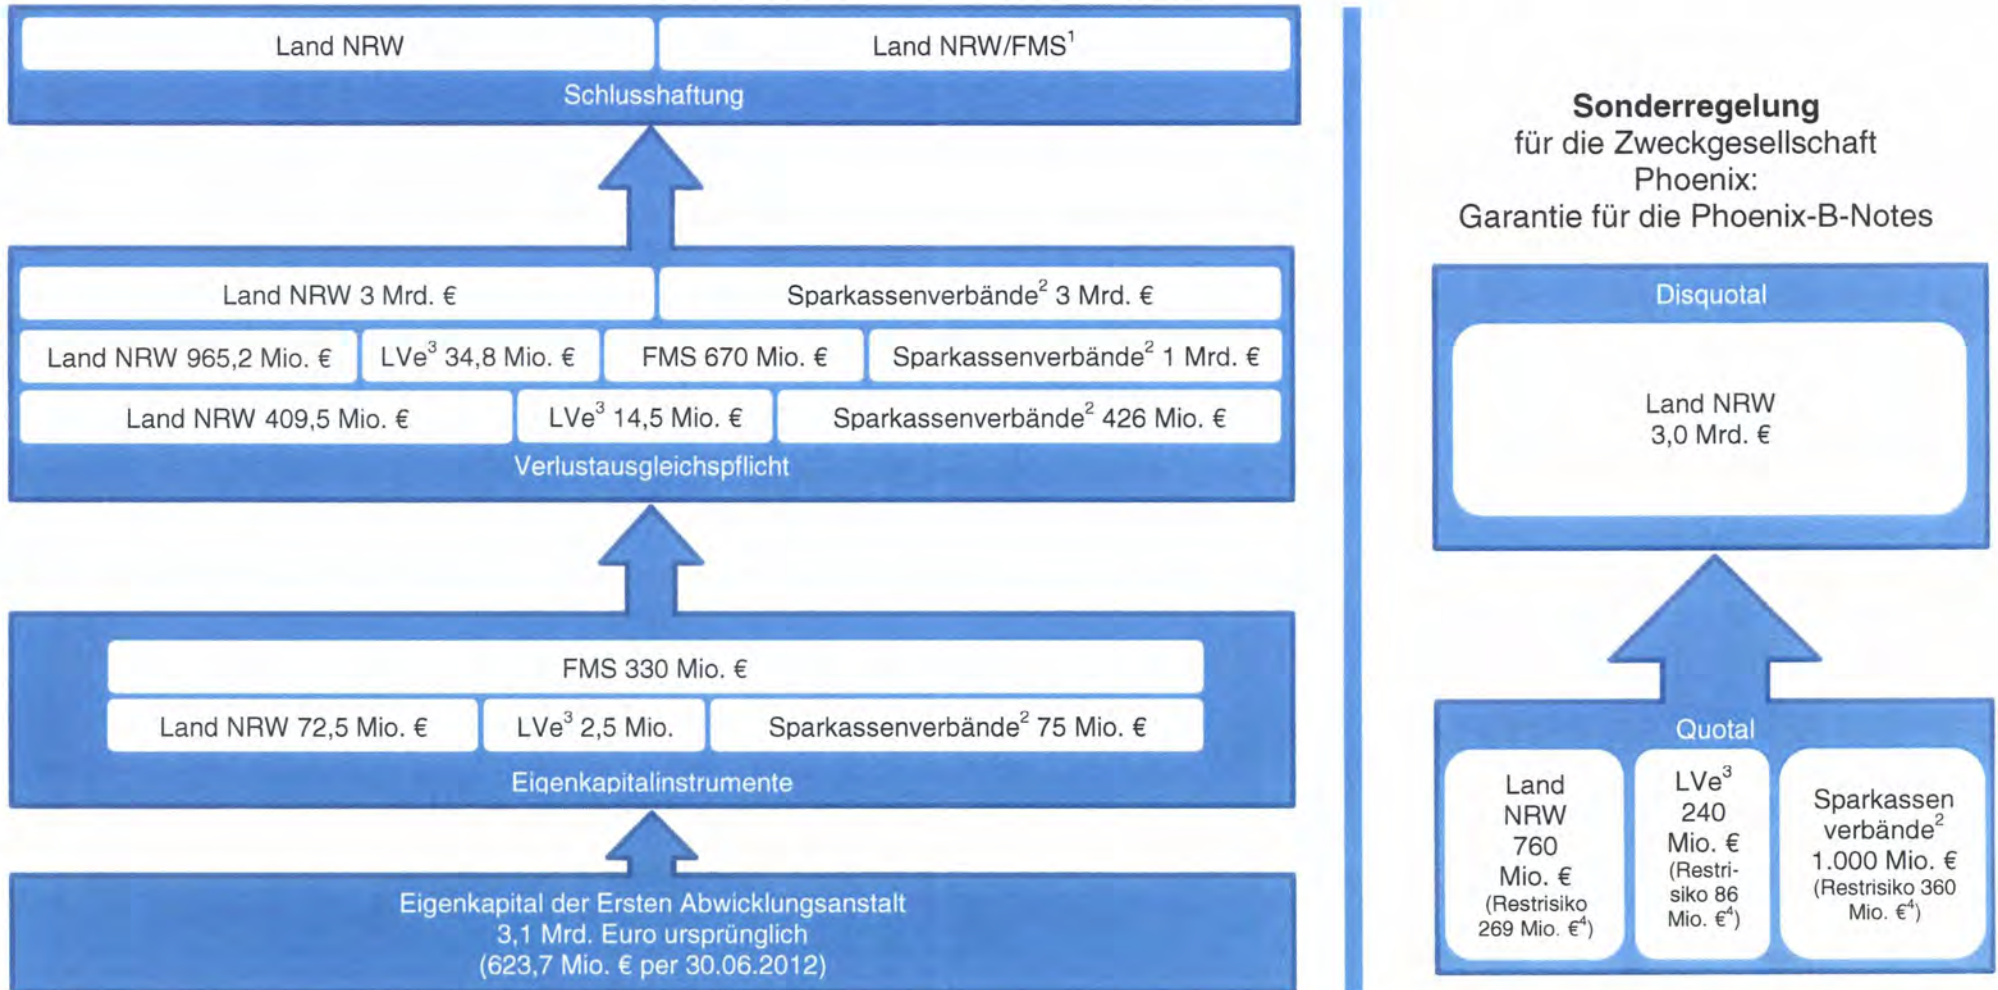 Land NRW
Land NRW/FMS¹
Schlusshaftung
Land NRW 3 Mrd. €
Sparkassenverbände² 3 Mrd. €
Land NRW 965,2 Mio. €
LVe³ 34,8 Mio. €
FMS 670 Mio. €
Sparkassenverbände² 1 Mrd. €
Land NRW 409,5 Mio. €
LVe³ 14,5 Mio. €
Sparkassenverbände² 426 Mio. €
Verlustausgleichspflicht
FMS 330 Mio. €
Land NRW 72,5 Mio. €
LVe³ 2,5 Mio.
Sparkassenverbände² 75 Mio. €
Eigenkapitalinstrumente
Eigenkapital der Ersten Abwicklungsanstalt
3,1 Mrd. Euro ursprünglich
(623,7 Mio. € per 30.06.2012)
Sonderregelung
für die Zweckgesellschaft
Phoenix:
Garantie für die Phoenix-B-Notes
Disquotal
Land NRW
3,0 Mrd. €
Quotal
Land
NRW
760
Mio. €
(Restrisiko
269 Mio. €⁴)
LVe³
240
Mio. €
(Restri-
siko 86
Mio. €⁴)
Sparkassen
verbände²
1.000 Mio. €
(Restrisiko 360
Mio. €⁴)